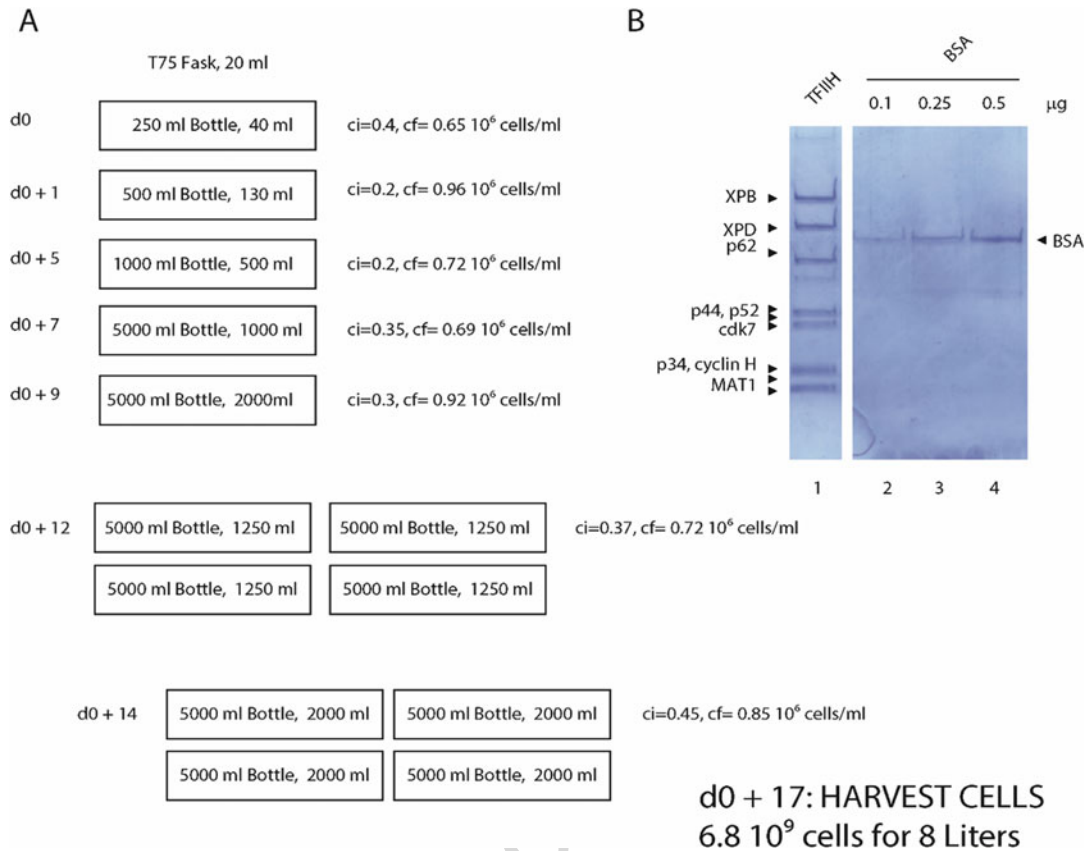 A
T75 Fask, 20 ml
d0
250 ml Bottle, 40 ml
ci=0.4, cf= 0.65 10⁶ cells/ml
d0 + 1
500 ml Bottle, 130 ml
ci=0.2, cf= 0.96 10⁶ cells/ml
d0 + 5
1000 ml Bottle, 500 ml
ci=0.2, cf= 0.72 10⁶ cells/ml
d0 + 7
5000 ml Bottle, 1000 ml
ci=0.35, cf= 0.69 10⁶ cells/ml
d0 + 9
5000 ml Bottle, 2000ml
ci=0.3, cf= 0.92 10⁶ cells/ml
d0 + 12
5000 ml Bottle, 1250 ml
5000 ml Bottle, 1250 ml
ci=0.37, cf= 0.72 10⁶ cells/ml
5000 ml Bottle, 1250 ml
5000 ml Bottle, 1250 ml
d0 + 14
5000 ml Bottle, 2000 ml
5000 ml Bottle, 2000 ml
ci=0.45, cf= 0.85 10⁶ cells/ml
5000 ml Bottle, 2000 ml
5000 ml Bottle, 2000 ml
d0 + 17: HARVEST CELLS
6.8 10⁹ cells for 8 Liters
B
TFIIH
BSA
0.1 0.25 0.5 µg
XPB
XPD
p62
p44, p52
cdk7
p34, cyclin H
MAT1
BSA
1 2 3 4